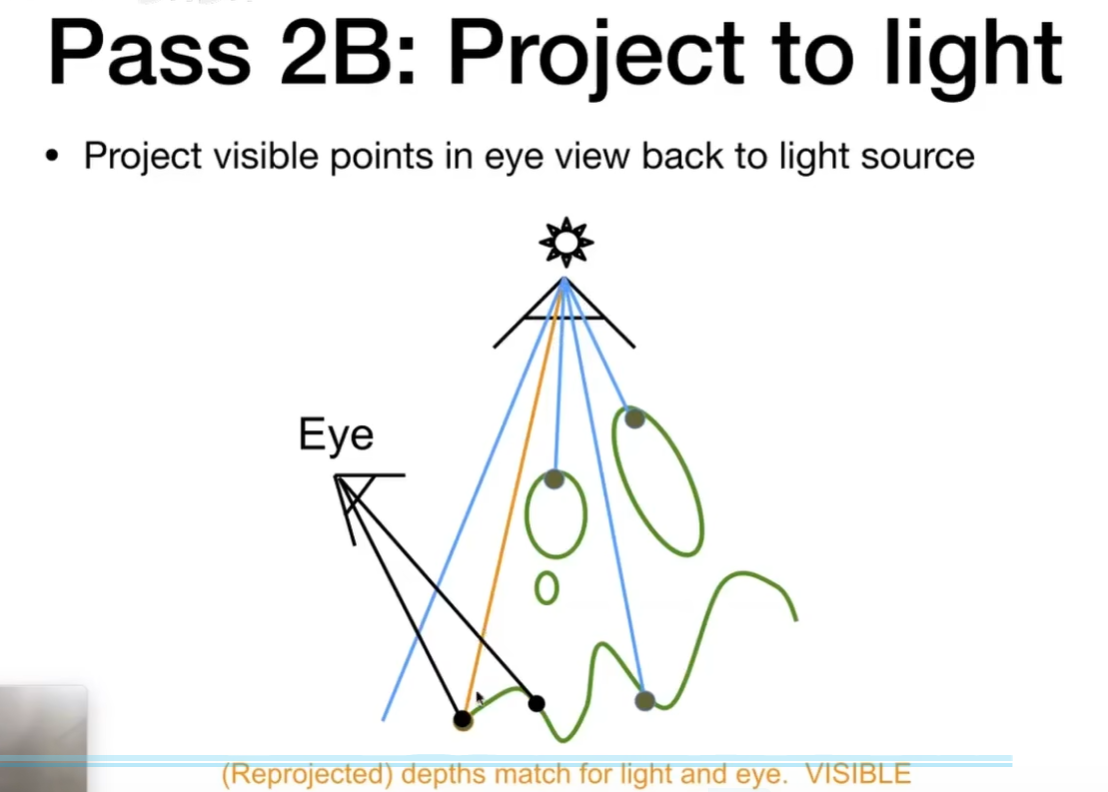 Pass 2B: Project to light
• Project visible points in eye view back to light source
Eye
(Reprojected) depths match for light and eye. VISIBLE